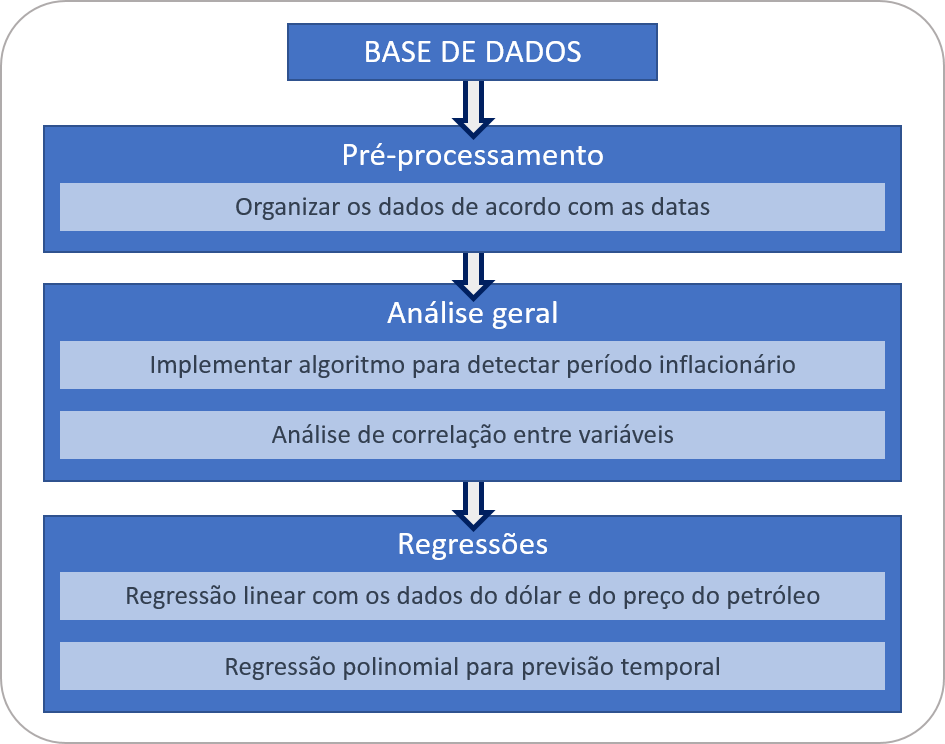 BASE DE DADOS
Pré-processamento
Organizar os dados de acordo com as datas
Análise geral
Implementar algoritmo para detectar período inflacionário
Análise de correlação entre variáveis
Regressões
Regressão linear com os dados do dólar e do preço do petróleo
Regressão polinomial para previsão temporal